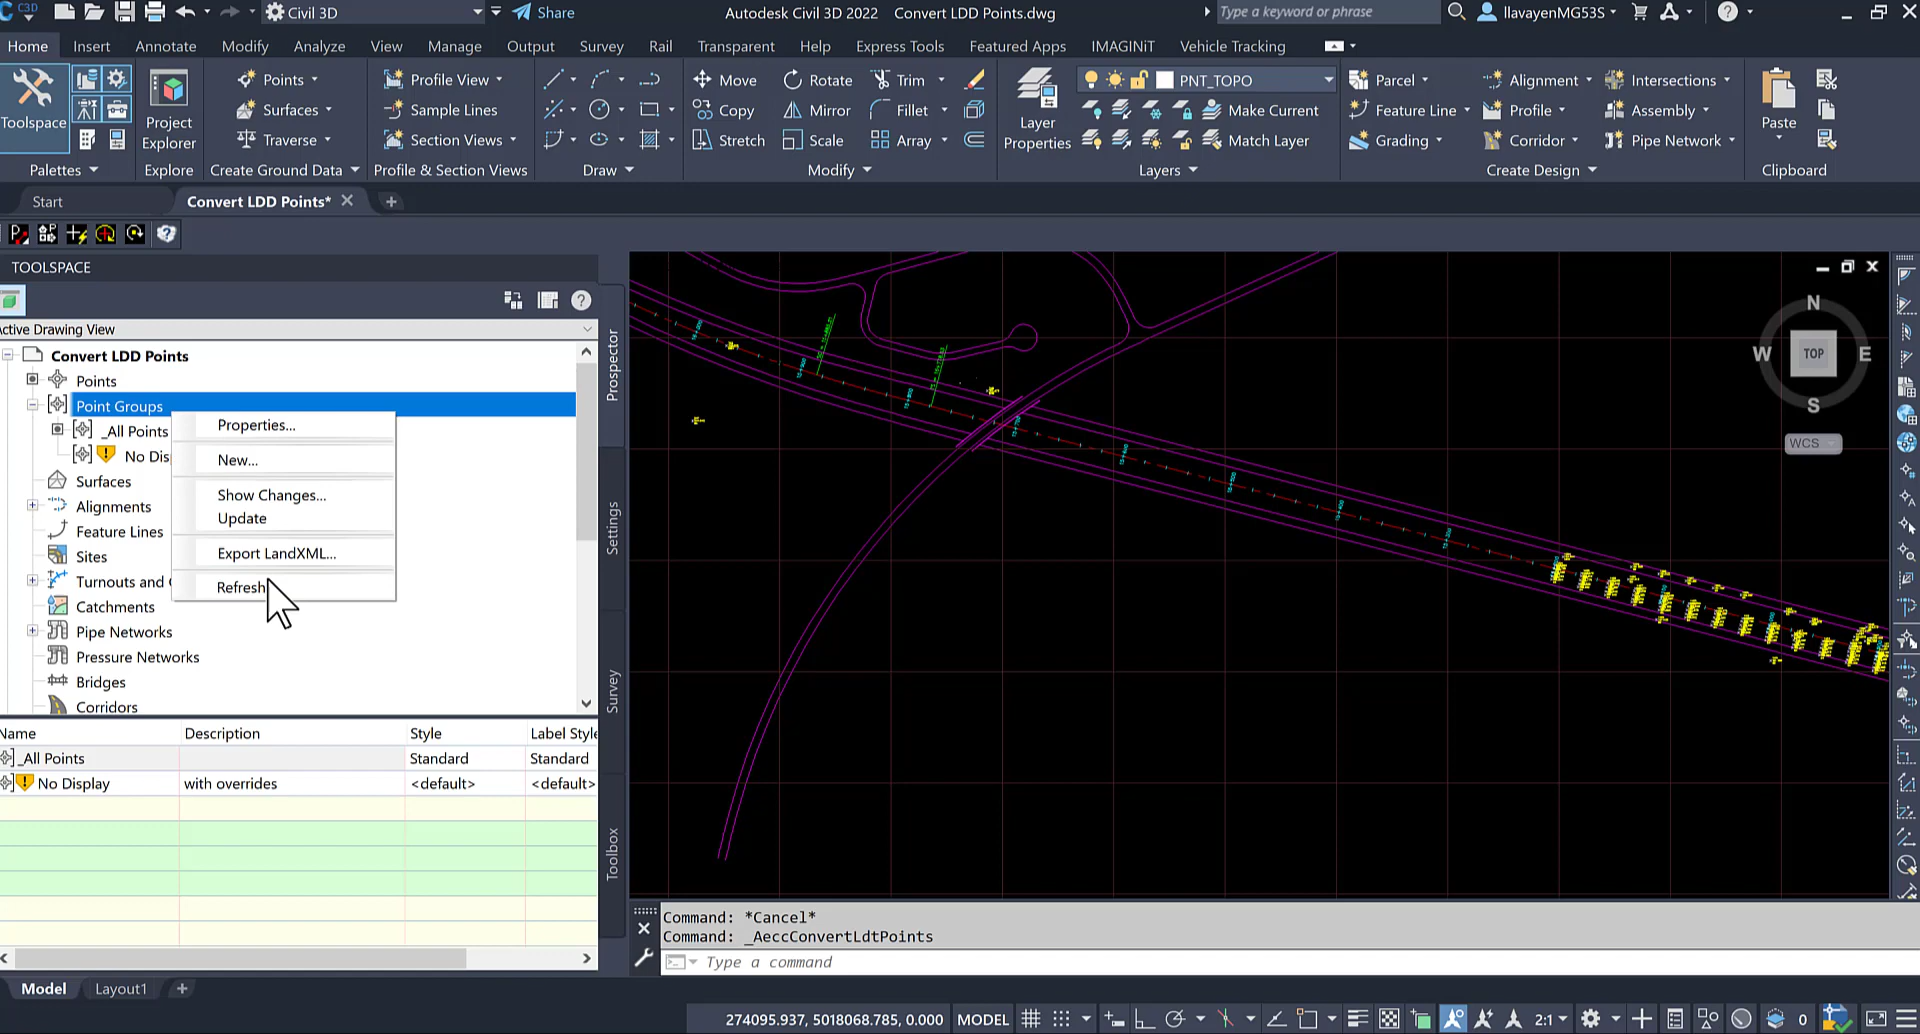 C3D
Civil 3D
Share
Autodesk Civil 3D 2022 Convert LDD Points.dwg
Type a keyword or phrase
llavayenMG53S
Home Insert Annotate Modify Analyze View Manage Output Survey Rail Transparent Help Express Tools Featured Apps IMAGINiT Vehicle Tracking
Toolspace
Project Explorer
Points
Surfaces
Traverse
Profile View
Sample Lines
Section Views
Move Rotate Trim
Copy Mirror Fillet
Stretch Scale Array
Layer Properties
PNT_TOPO
Make Current
Match Layer
Parcel Alignment Intersections
Feature Line Profile Assembly
Grading Corridor Pipe Network
Paste
Palettes Explore Create Ground Data Profile & Section Views Draw Modify Layers Create Design Clipboard
Start
Convert LDD Points*
TOOLSPACE
Active Drawing View
Convert LDD Points
Points
Point Groups
_All Points
No Dis
Surfaces
Alignments
Feature Lines
Sites
Turnouts and
Catchments
Pipe Networks
Pressure Networks
Bridges
Corridors
Properties...
New...
Show Changes...
Update
Export LandXML...
Refresh
Name Description Style Label Style
_All Points Standard Standard
No Display with overrides <default> <default>
Prospector
Settings
Survey
Toolbox
N
W TOP E
S
WCS
Command: *Cancel*
Command: _AeccConvertLdtPoints
Type a command
Model Layout1
274095.937, 5018068.785, 0.000 MODEL 2:1 0